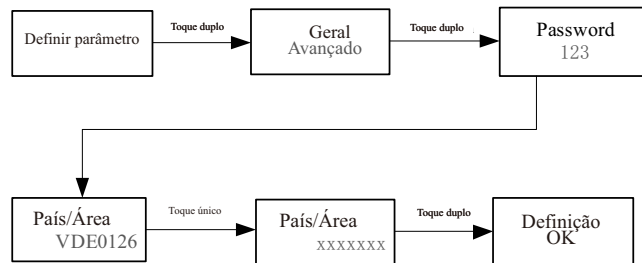 Definir parâmetro
Toque duplo
Geral
Avançado
Toque duplo
Password
123
País/Área
VDE0126
Toque único
País/Área
xxxxxxx
Toque duplo
Definição
OK